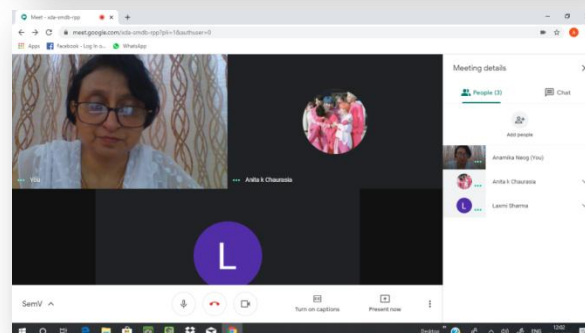 Meet - xda-smdb-rpp
meet.google.com/xda-smdb-rpp?pli=1&authuser=0
Apps
Facebook - Log In o...
WhatsApp
Meeting details
People (3)
Chat
Add people
Anamika Neog (You)
Anita k Chaurasia
Laxmi Sharma
L
You
Anita k Chaurasia
L
SemV
Turn on captions
Present now
Desktop
ENG